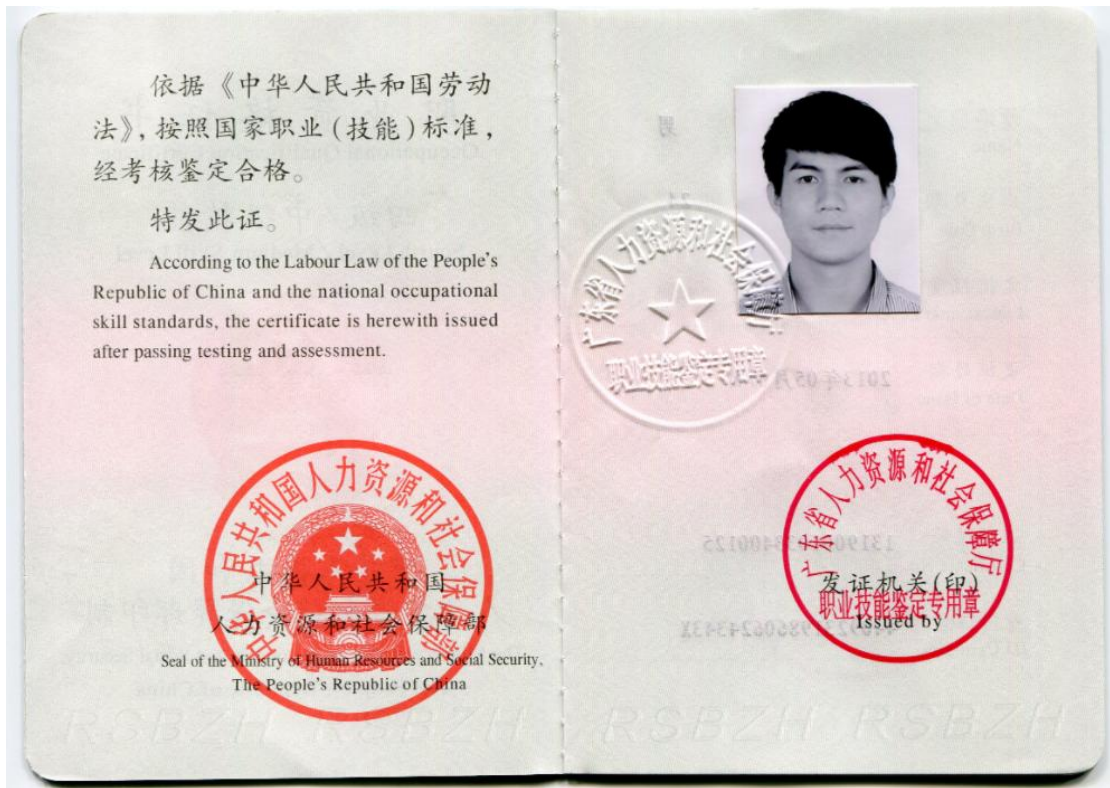 依据《中华人民共和国劳动
法》，按照国家职业（技能）标准，
经考核鉴定合格。
特发此证。
According to the Labour Law of the People's
Republic of China and the national occupational
skill standards, the certificate is herewith issued
after passing testing and assessment.
中华人民共和国人力资源和社会保障部
中华人民共和国
人力资源和社会保障部
Seal of the Ministry of Human Resources and Social Security,
The People's Republic of China
广东省人力资源和社会保障厅
职业技能鉴定专用章
广东省人力资源和社会保障厅
发证机关(印)
职业技能鉴定专用章
Issued by
RSBZH RSBZH
RSBZH RSBZH